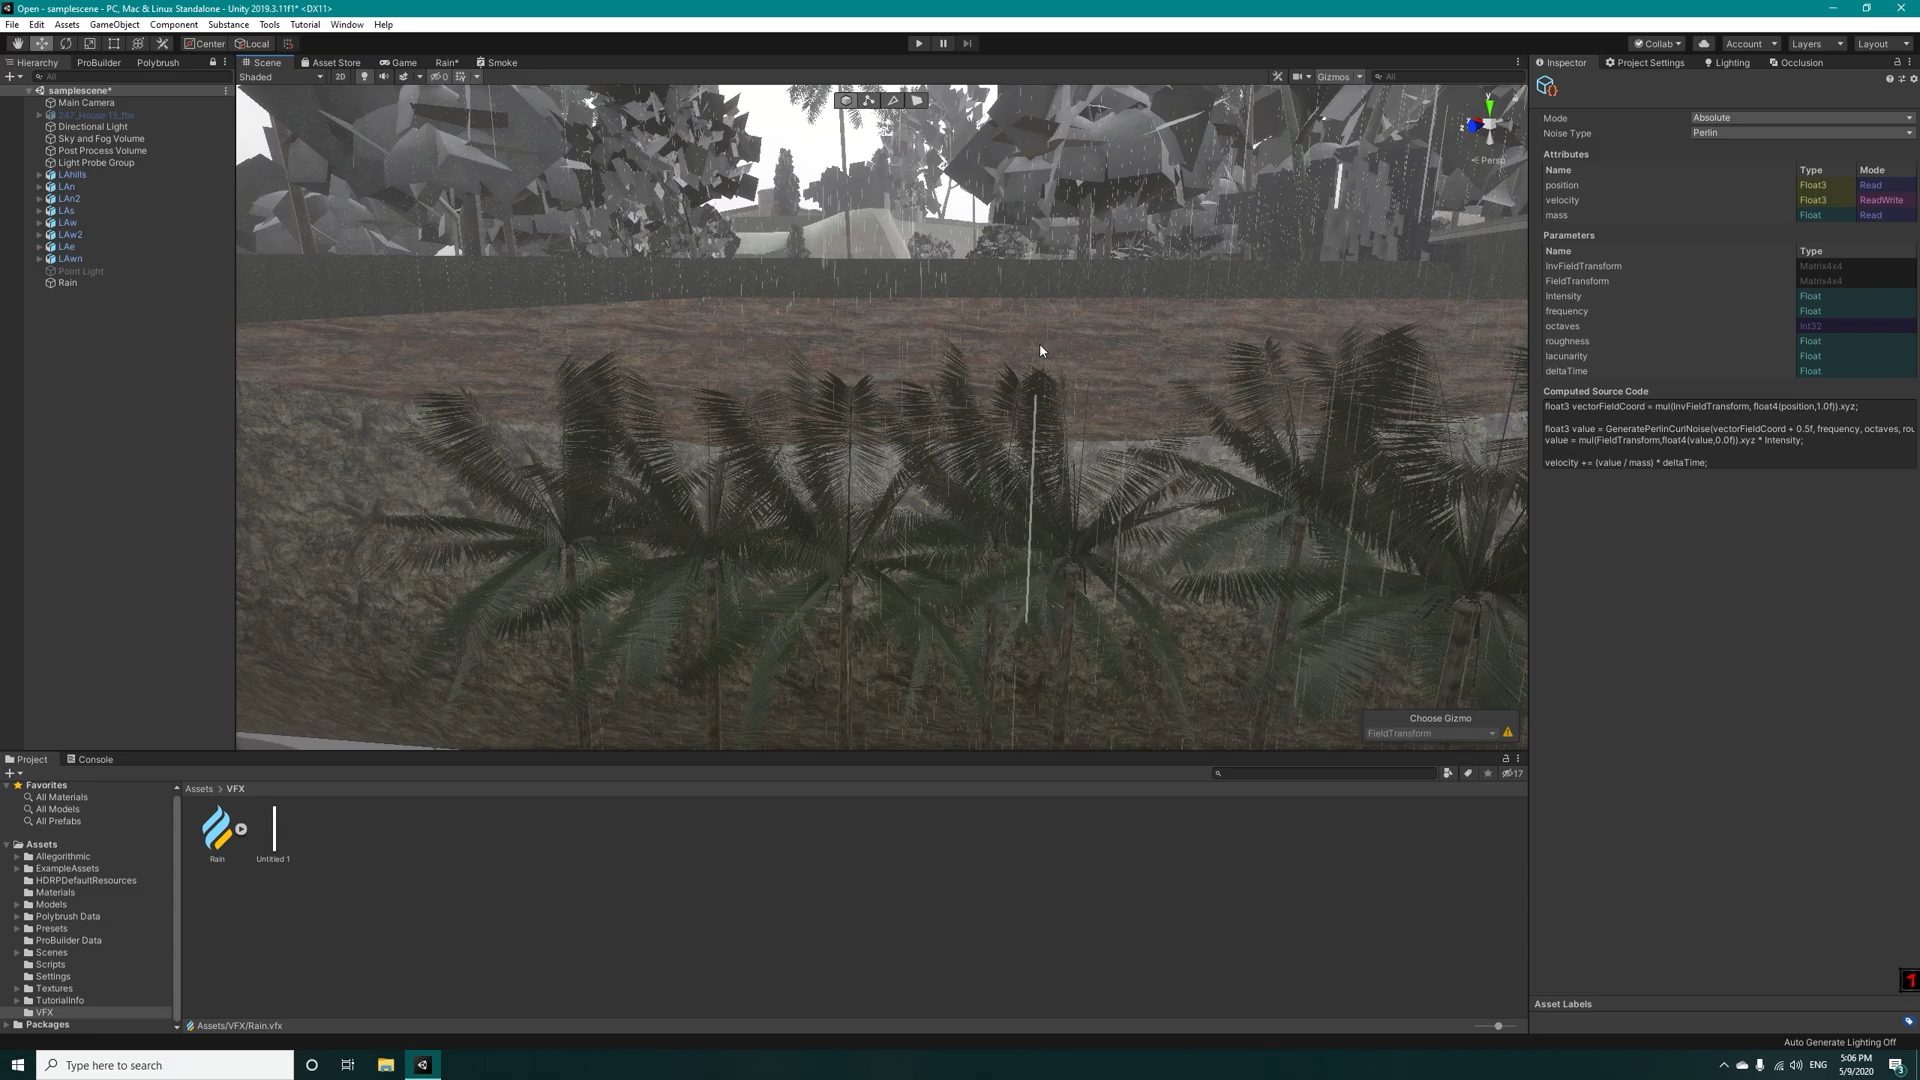 Open - samplescene - PC, Mac & Linux Standalone - Unity 2019.3.11f1* <DX11>
File Edit Assets GameObject Component Substance Tools Tutorial Window Help
Center Local Collab Account Layers Layout
Hierarchy ProBuilder Polybrush
All
samplescene*
Main Camera
247_House 15_fbx
Directional Light
Sky and Fog Volume
Post Process Volume
Light Probe Group
LAhills
LAn
LAn2
LAs
LAw
LAw2
LAe
LAwn
Point Light
Rain
Scene Asset Store Game Rain* Smoke
Shaded 2D 0 Gizmos All
y
z
Persp
Choose Gizmo
FieldTransform
Inspector Project Settings Lighting Occlusion
Mode Absolute
Noise Type Perlin
Attributes
Name Type Mode
position Float3 Read
velocity Float3 ReadWrite
mass Float Read
Parameters
Name Type
InvFieldTransform Matrix4x4
FieldTransform Matrix4x4
Intensity Float
frequency Float
octaves Int32
roughness Float
lacunarity Float
deltaTime Float
Computed Source Code
float3 vectorFieldCoord = mul(InvFieldTransform, float4(position,1.0f)).xyz;
float3 value = GeneratePerlinCurlNoise(vectorFieldCoord + 0.5f, frequency, octaves, rou
value = mul(FieldTransform,float4(value,0.0f)).xyz * Intensity;
velocity += (value / mass) * deltaTime;
Asset Labels
Project Console
17
Favorites
All Materials
All Models
All Prefabs
Assets
Allegorithmic
ExampleAssets
HDRPDefaultResources
Materials
Models
Polybrush Data
Presets
ProBuilder Data
Scenes
Scripts
Settings
Textures
TutorialInfo
VFX
Packages
Assets > VFX
Rain Untitled 1
Assets/VFX/Rain.vfx
Auto Generate Lighting Off
Type here to search
ENG
5:06 PM
5/9/2020
3